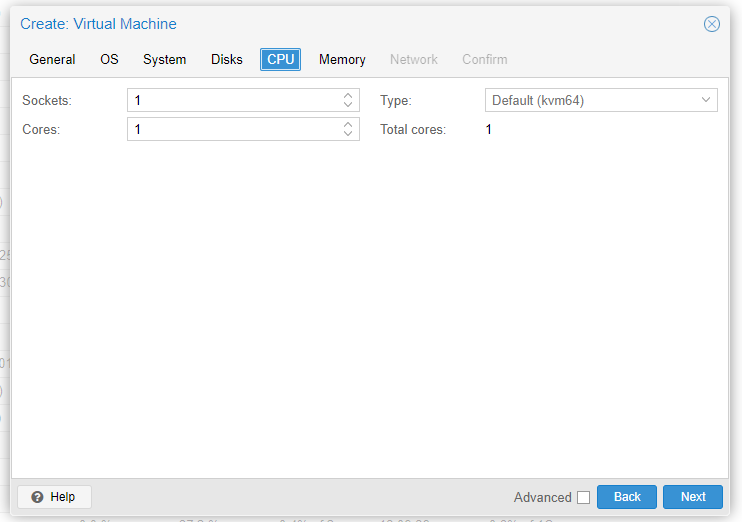 Create: Virtual Machine
General OS System Disks CPU Memory Network Confirm
Sockets: 1 Type: Default (kvm64)
Cores: 1 Total cores: 1
Help Advanced Back Next